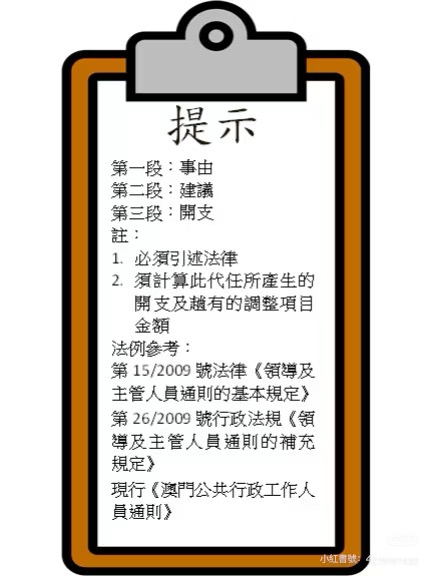 提示
第一段：事由
第二段：建議
第三段：開支
註：
1. 必須引述法律
2. 須計算此代任所產生的
開支及越有的調整項目
金額
法例參考：
第 15/2009 號法律《領導及
主管人員通則的基本規定》
第 26/2009 號行政法規《領
導及主管人員通則的補充
規定》
現行《澳門公共行政工作人
員通則》
小紅書號：